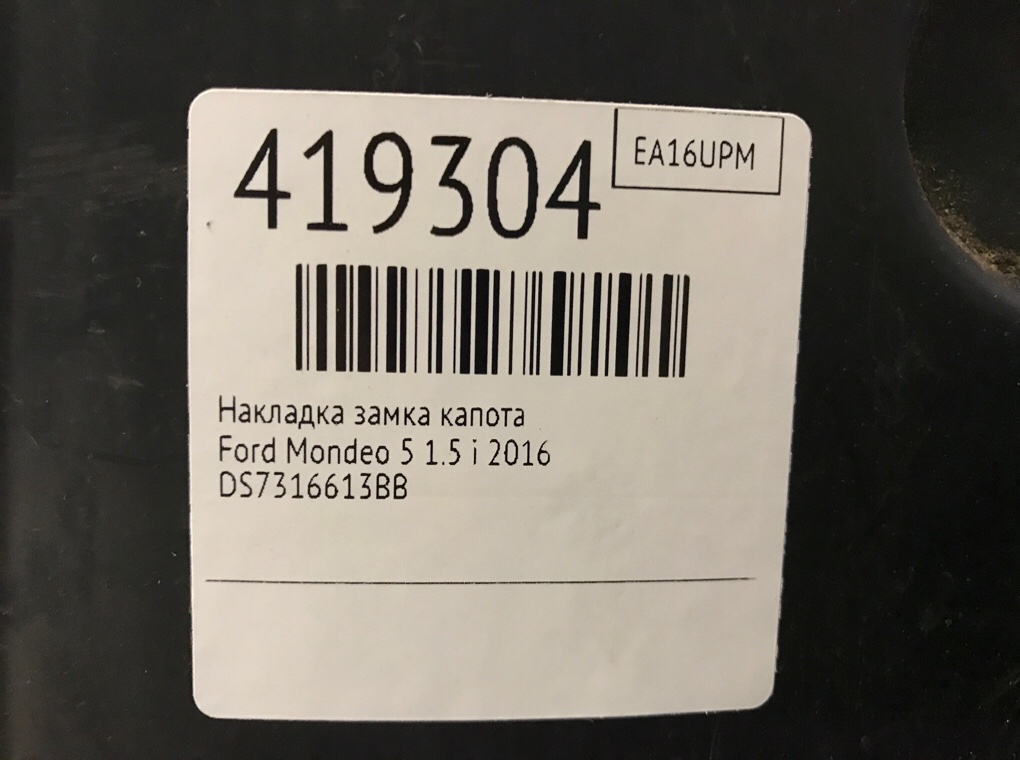 419304
EA16UPM
Накладка замка капота
Ford Mondeo 5 1.5 i 2016
DS7316613BB